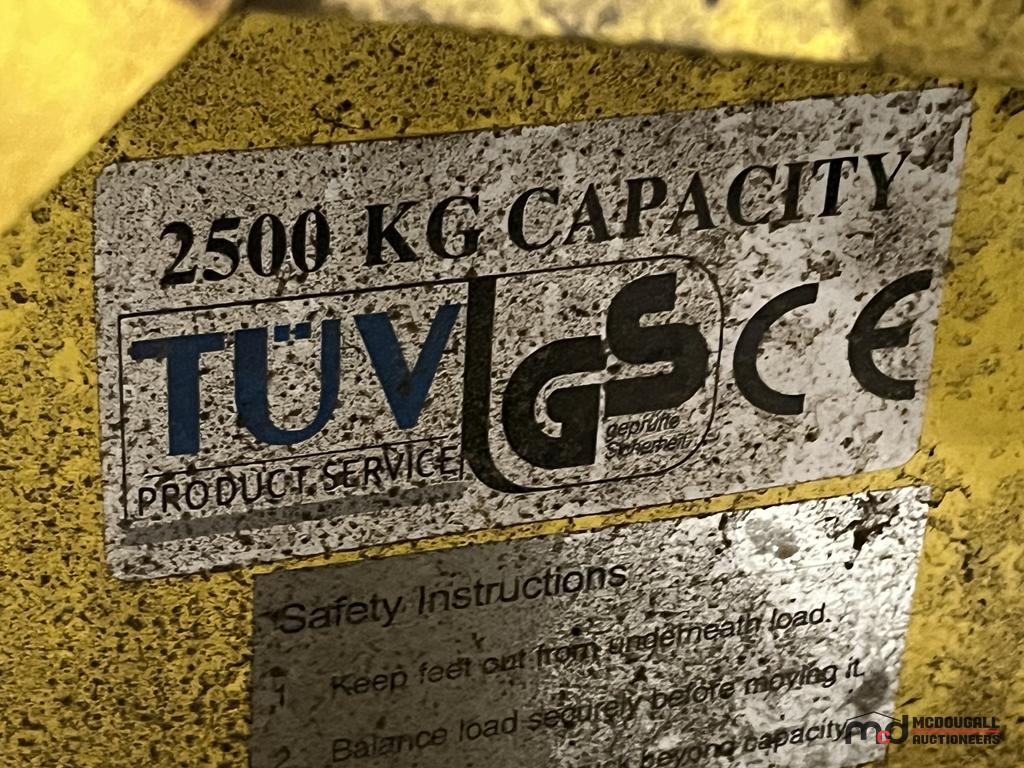 2500 KG CAPACITY
TÜV
PRODUCT SERVICE
GS
geprüfte
Sicherheit
CE
Safety Instructions
1. Keep feet out from underneath load.
2. Balance load securely before moving it.
beyond capacity
mcd MCDOUGALL
AUCTIONEERS